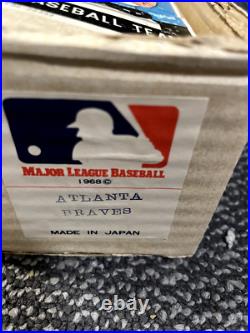 BASEBALL TEA
MAJOR LEAGUE BASEBALL
1968 ©
ATLANTA
BRAVES
MADE IN JAPAN